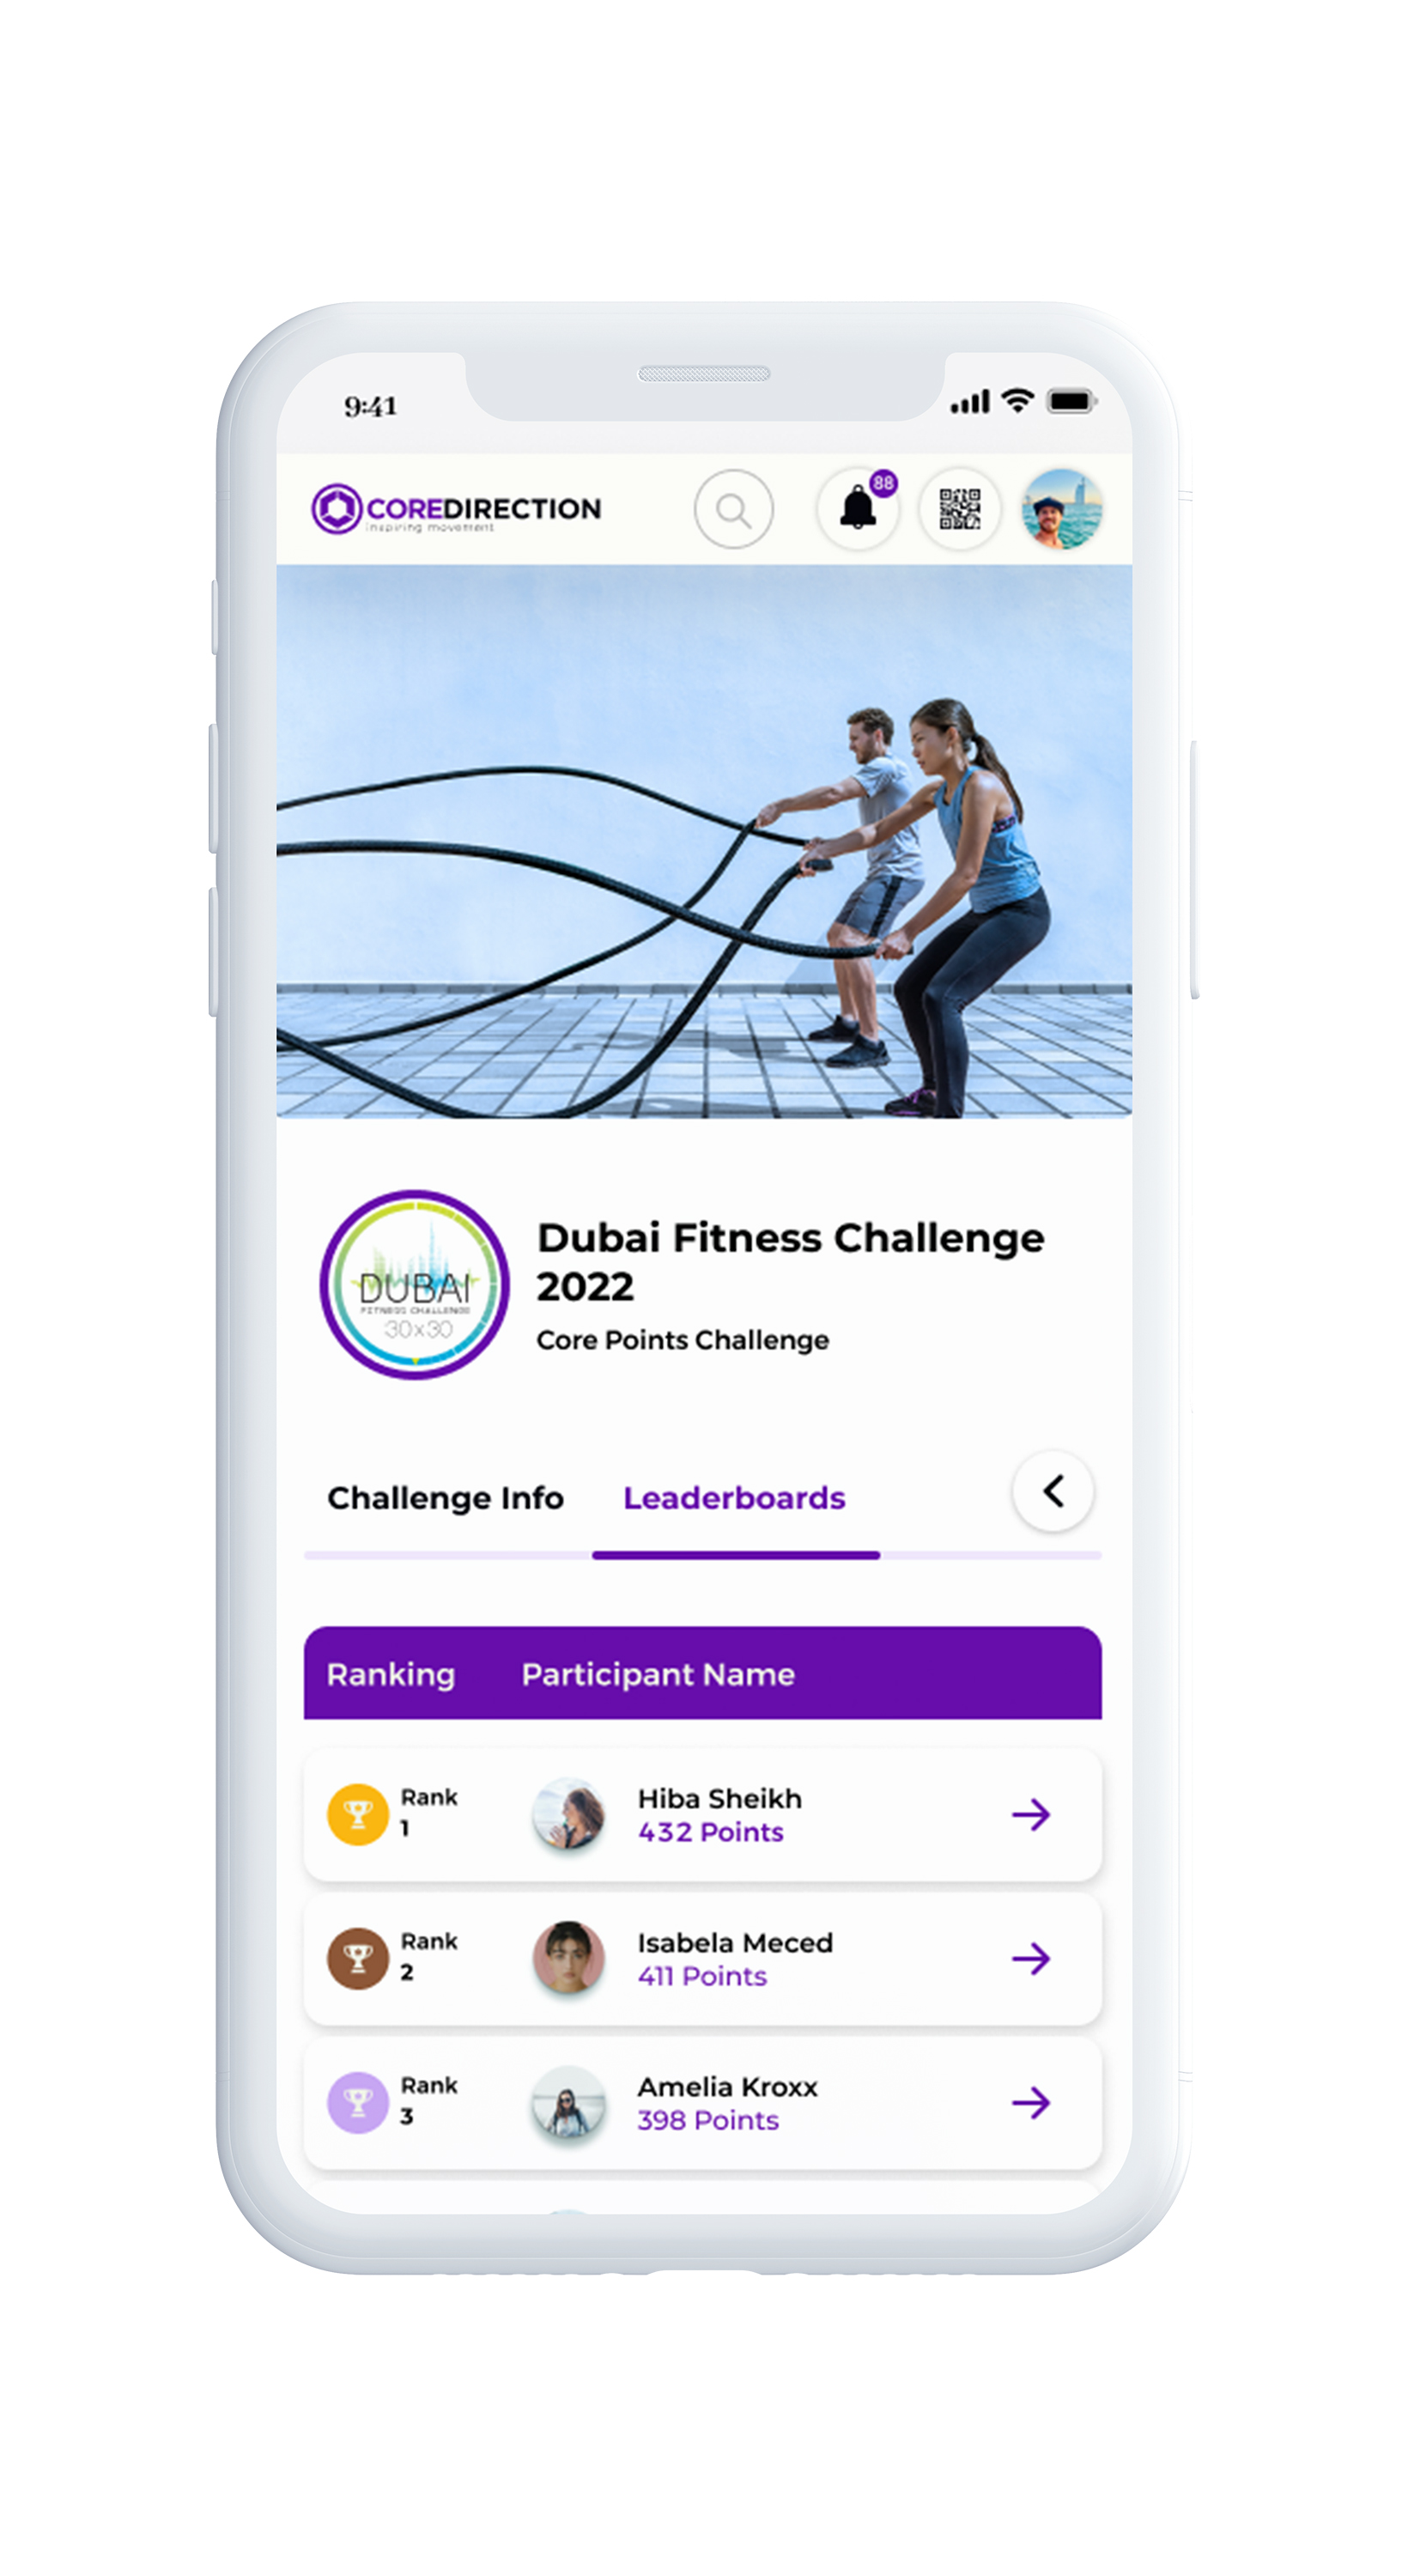 9:41
COREDIRECTION
inspiring movement
88
DUBAI
FITNESS CHALLENGE
30x30
Dubai Fitness Challenge
2022
Core Points Challenge
Challenge Info Leaderboards
Ranking Participant Name
Rank
1
Hiba Sheikh
432 Points
Rank
2
Isabela Meced
411 Points
Rank
3
Amelia Kroxx
398 Points